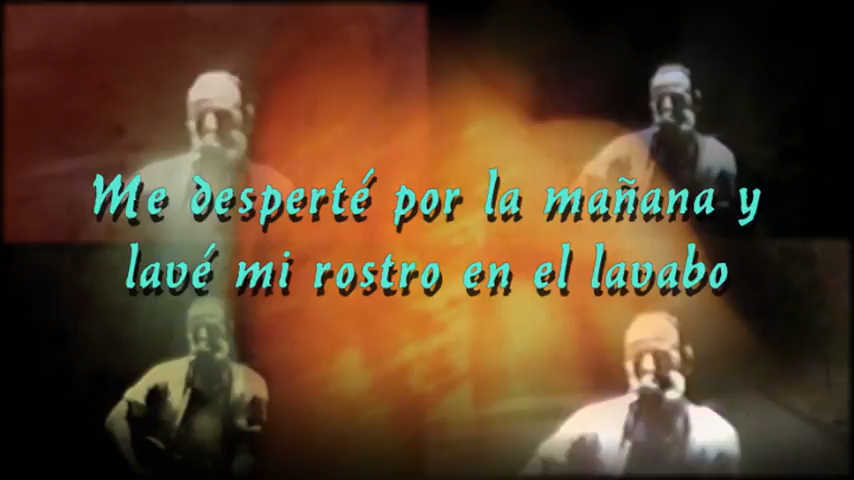 Me desperté por la mañana y
lavé mi rostro en el lavabo